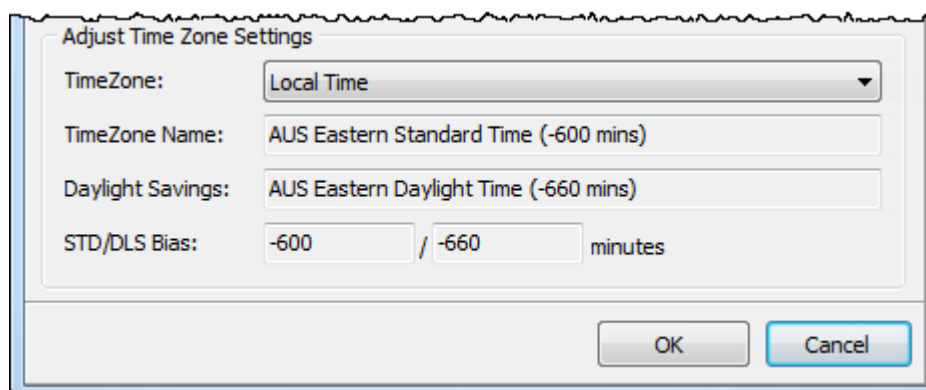 Adjust Time Zone Settings
TimeZone: Local Time
TimeZone Name: AUS Eastern Standard Time (-600 mins)
Daylight Savings: AUS Eastern Daylight Time (-660 mins)
STD/DLS Bias: -600 / -660 minutes
OK Cancel